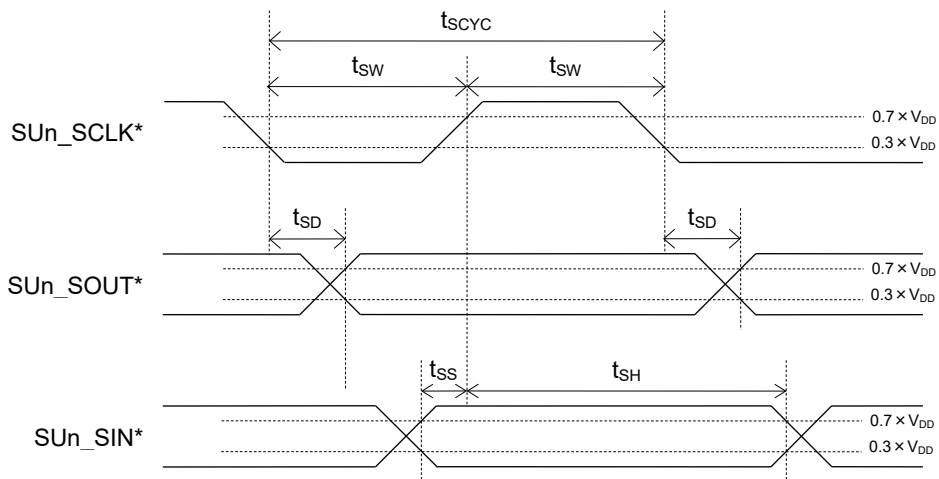 tSCYC
tSW tSW
SUn_SCLK*
0.7 × VDD
0.3 × VDD
tSD tSD
SUn_SOUT*
0.7 × VDD
0.3 × VDD
tSS tSH
SUn_SIN*
0.7 × VDD
0.3 × VDD